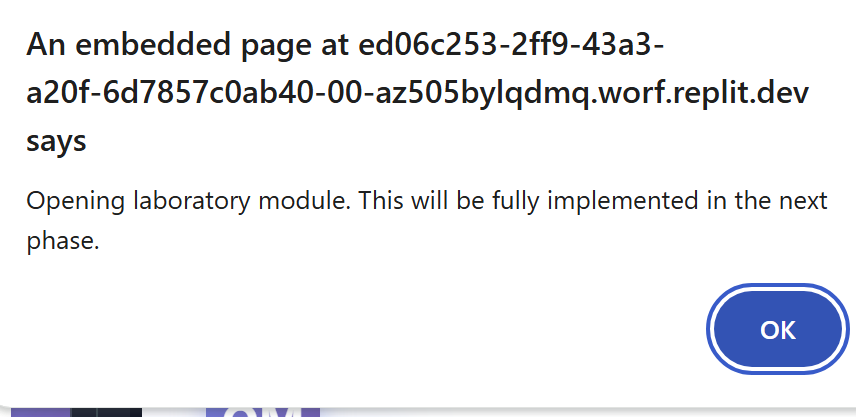 An embedded page at ed06c253-2ff9-43a3-
a20f-6d7857c0ab40-00-az505bylqdmq.worf.replit.dev
says
Opening laboratory module. This will be fully implemented in the next
phase.
OK